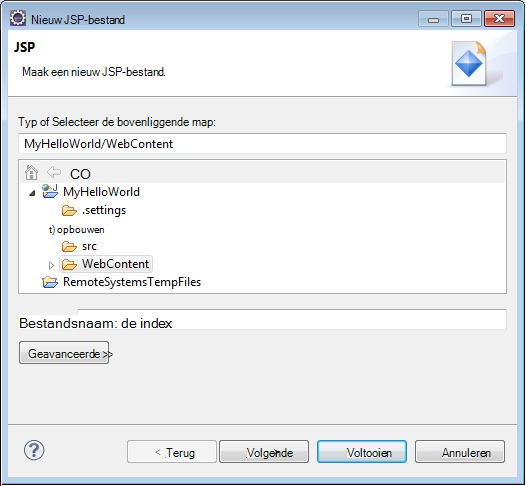 Nieuw JSP-bestand
JSP
Maak een nieuw JSP-bestand.
Typ of Selecteer de bovenliggende map:
MyHelloWorld/WebContent
CO
MyHelloWorld
.settings
t) opbouwen
src
WebContent
RemoteSystemsTempFiles
Bestandsnaam: de index
Geavanceerde >>
? < Terug Volgende > Voltooien Annuleren